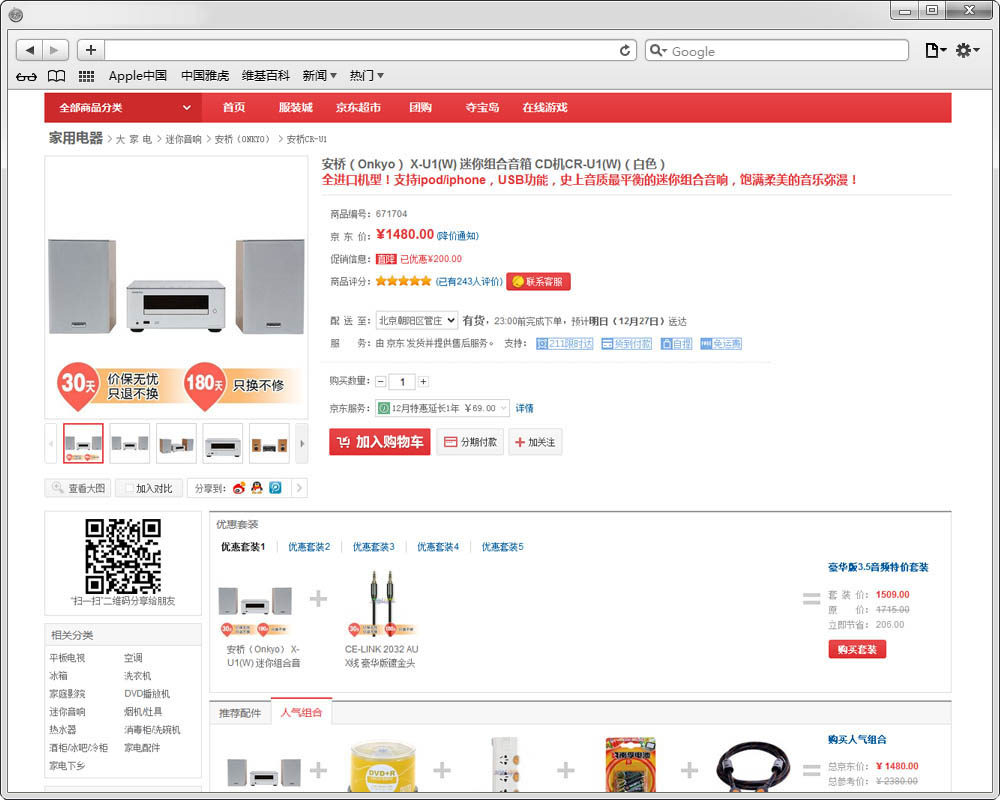 Google
Apple中国 中国雅虎 维基百科 新闻 热门
全部商品分类 首页 服装城 京东超市 团购 夺宝岛 在线游戏
家用电器 > 大 家 电 > 迷你音响 > 安桥（ONKYO） > 安桥CR-U1
安桥（Onkyo ） X-U1(W) 迷你组合音箱 CD机CR-U1(W)（白色）
全进口机型！支持ipod/iphone，USB功能，史上音质最平衡的迷你组合音响，饱满柔美的音乐弥漫！
商品编号：671704
京 东 价：¥1480.00 (降价通知)
促销信息：直降 已优惠¥200.00
商品评分： (已有243人评价) 联系客服
配 送 至：北京朝阳区管庄 有货，23:00前完成下单，预计明日（12月27日）送达
服 务：由 京东 发货并提供售后服务。 支持： 211限时达 货到付款 自提 免运费
30天 价保无忧 只退不换 180天 只换不修
购买数量： − 1 +
京东服务： 12月特惠延长1年 ¥69.00 详情
加入购物车 分期付款 加关注
查看大图 加入对比 分享到：
"扫一扫"二维码分享给朋友
优惠套装
优惠套装1 优惠套装2 优惠套装3 优惠套装4 优惠套装5
30天 180天 只换不修
安桥（Onkyo） X-
U1(W) 迷你组合音
30天 180天 只换不修
CE-LINK 2032 AU
X线 豪华版镀金头
豪华版3.5音频特价套装
套 装 价：1509.00
原 价：1715.00
立即节省：206.00
购买套装
相关分类
平板电视 空调
冰箱 洗衣机
家庭影院 DVD播放机
迷你音响 烟机/灶具
热水器 消毒柜/洗碗机
酒柜/冰吧/冷柜 家电配件
家电下乡
推荐配件 人气组合
DVD+R
购买人气组合
总京东价：¥ 1480.00
总参考价：¥ 2380.00